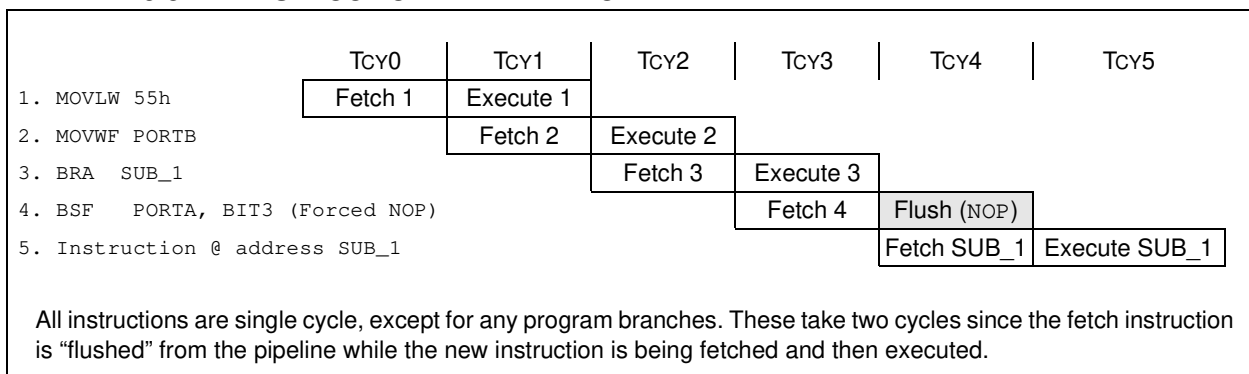 TCY0 TCY1 TCY2 TCY3 TCY4 TCY5
1. MOVLW 55h Fetch 1 Execute 1
2. MOVWF PORTB Fetch 2 Execute 2
3. BRA SUB_1 Fetch 3 Execute 3
4. BSF PORTA, BIT3 (Forced NOP) Fetch 4 Flush (NOP)
5. Instruction @ address SUB_1 Fetch SUB_1 Execute SUB_1
All instructions are single cycle, except for any program branches. These take two cycles since the fetch instruction
is “flushed” from the pipeline while the new instruction is being fetched and then executed.